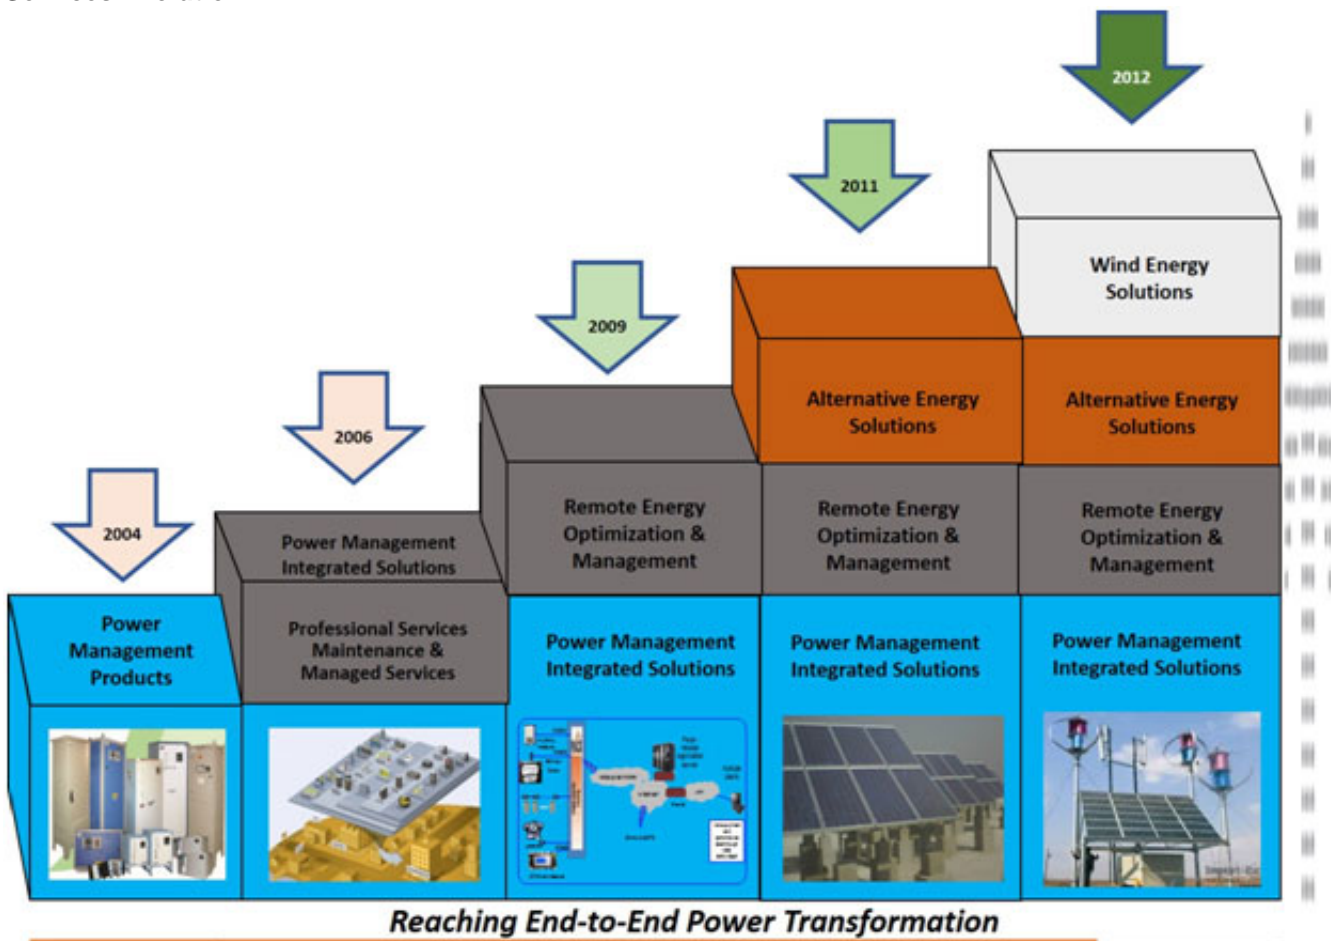 2012
2011
2009
2006
2004
Wind Energy
Solutions
Alternative Energy
Solutions
Alternative Energy
Solutions
Remote Energy
Optimization &
Management
Remote Energy
Optimization &
Management
Remote Energy
Optimization &
Management
Power Management
Integrated Solutions
Power
Management
Products
Professional Services
Maintenance &
Managed Services
Power Management
Integrated Solutions
Power Management
Integrated Solutions
Power Management
Integrated Solutions
Reaching End-to-End Power Transformation